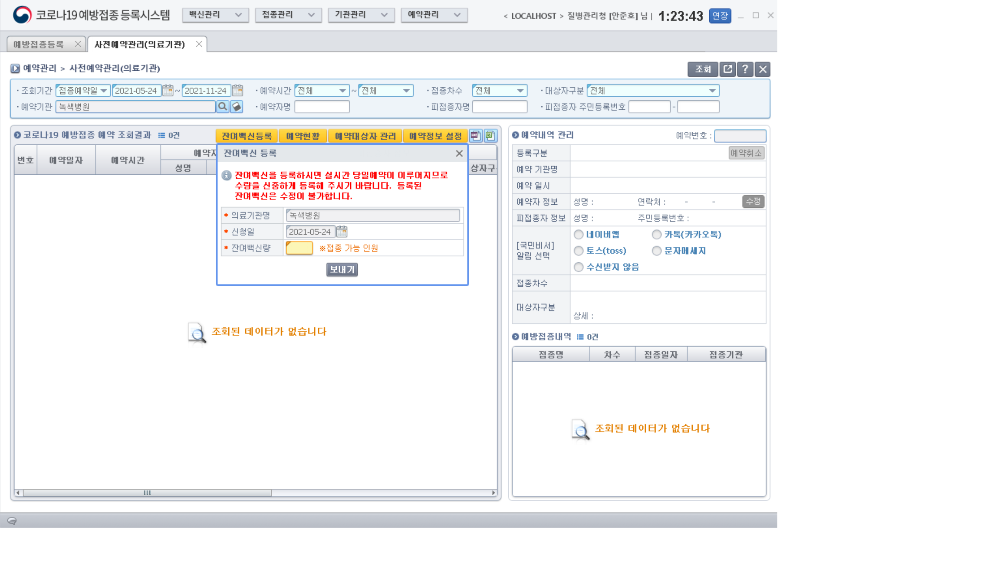 코로나19 예방접종 등록시스템 백신관리 접종관리 기관관리 예약관리 < LOCALHOST > 질병관리청 [안준호] 님 | 1:23:43 연장
예방접종등록 사전예약관리(의료기관)
예약관리 > 사전예약관리(의료기관) 조회 ?
· 조회기간 접종예약일 2021-05-24 ~ 2021-11-24 · 예약시간 전체 ~ 전체 · 접종차수 전체 · 대상자구분 전체
· 예약기관 녹색병원 · 예약자명 · 피접종자명 · 피접종자 주민등록번호 -
코로나19 예방접종 예약 조회결과 0건 잔여백신등록 예약현황 예약대상자 관리 예약정보 설정
번호 예약일자 예약시간 예약자
성명 상자구
잔여백신 등록
잔여백신을 등록하시면 실시간 당일예약이 이루어지므로
수량을 신중하게 등록해 주시기 바랍니다. 등록된
잔여백신은 수정이 불가합니다.
* 의료기관명 녹색병원
* 신청일 2021-05-24
* 잔여백신량 ※접종 가능 인원
보내기
조회된 데이터가 없습니다
예약내역 관리 예약번호 :
등록구분 예약취소
예약 기관명
예약 일시
예약자 정보 성명 : 연락처 : - - 수정
피접종자 정보 성명 : 주민등록번호 :
[국민비서]
알림 선택
네이버앱 카톡(카카오톡)
토스(toss) 문자메세지
수신받지 않음
접종차수
대상자구분
상세 :
예방접종내역 0건
접종명 차수 접종일자 접종기관
조회된 데이터가 없습니다